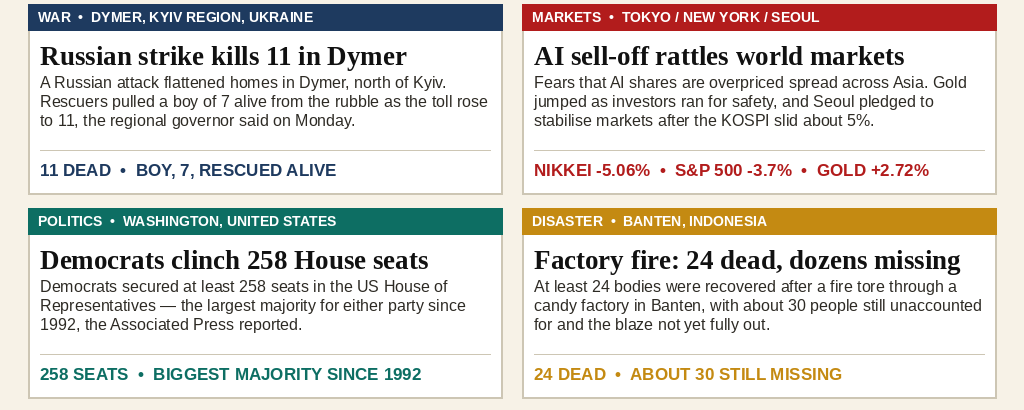 WAR • DYMER, KYIV REGION, UKRAINE
Russian strike kills 11 in Dymer
A Russian attack flattened homes in Dymer, north of Kyiv.
Rescuers pulled a boy of 7 alive from the rubble as the toll rose
to 11, the regional governor said on Monday.
11 DEAD • BOY, 7, RESCUED ALIVE
MARKETS • TOKYO / NEW YORK / SEOUL
AI sell-off rattles world markets
Fears that AI shares are overpriced spread across Asia. Gold
jumped as investors ran for safety, and Seoul pledged to
stabilise markets after the KOSPI slid about 5%.
NIKKEI -5.06% • S&P 500 -3.7% • GOLD +2.72%
POLITICS • WASHINGTON, UNITED STATES
Democrats clinch 258 House seats
Democrats secured at least 258 seats in the US House of
Representatives — the largest majority for either party since
1992, the Associated Press reported.
258 SEATS • BIGGEST MAJORITY SINCE 1992
DISASTER • BANTEN, INDONESIA
Factory fire: 24 dead, dozens missing
At least 24 bodies were recovered after a fire tore through a
candy factory in Banten, with about 30 people still unaccounted
for and the blaze not yet fully out.
24 DEAD • ABOUT 30 STILL MISSING